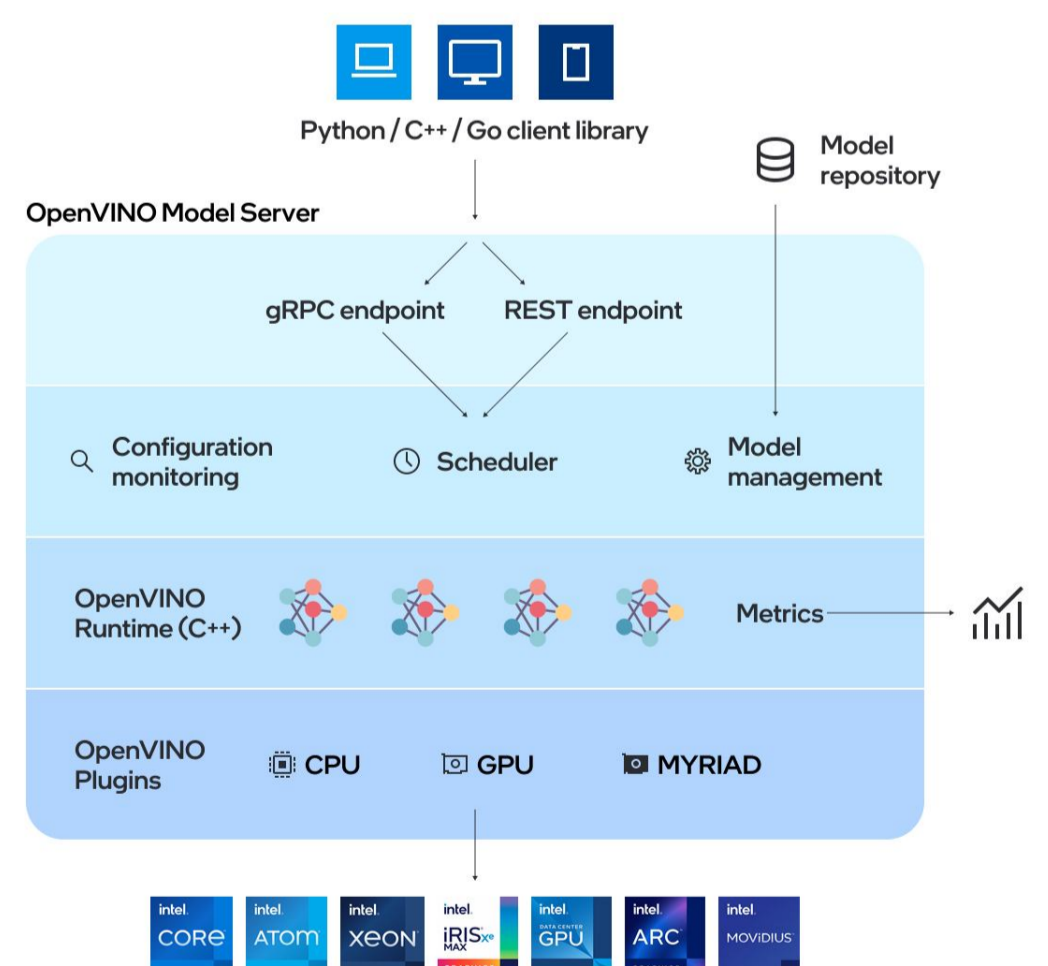 Python / C++ / Go client library
Model
repository
OpenVINO Model Server
gRPC endpoint
REST endpoint
Configuration
monitoring
Scheduler
Model
management
OpenVINO
Runtime (C++)
Metrics
OpenVINO
Plugins
CPU
GPU
MYRIAD
intel.
CORe
intel.
ATOM
intel.
XEON
intel.
iRIS Xe
MAX
intel.
DATA CENTER
GPU
intel.
ARC
intel.
MOVIDIUS